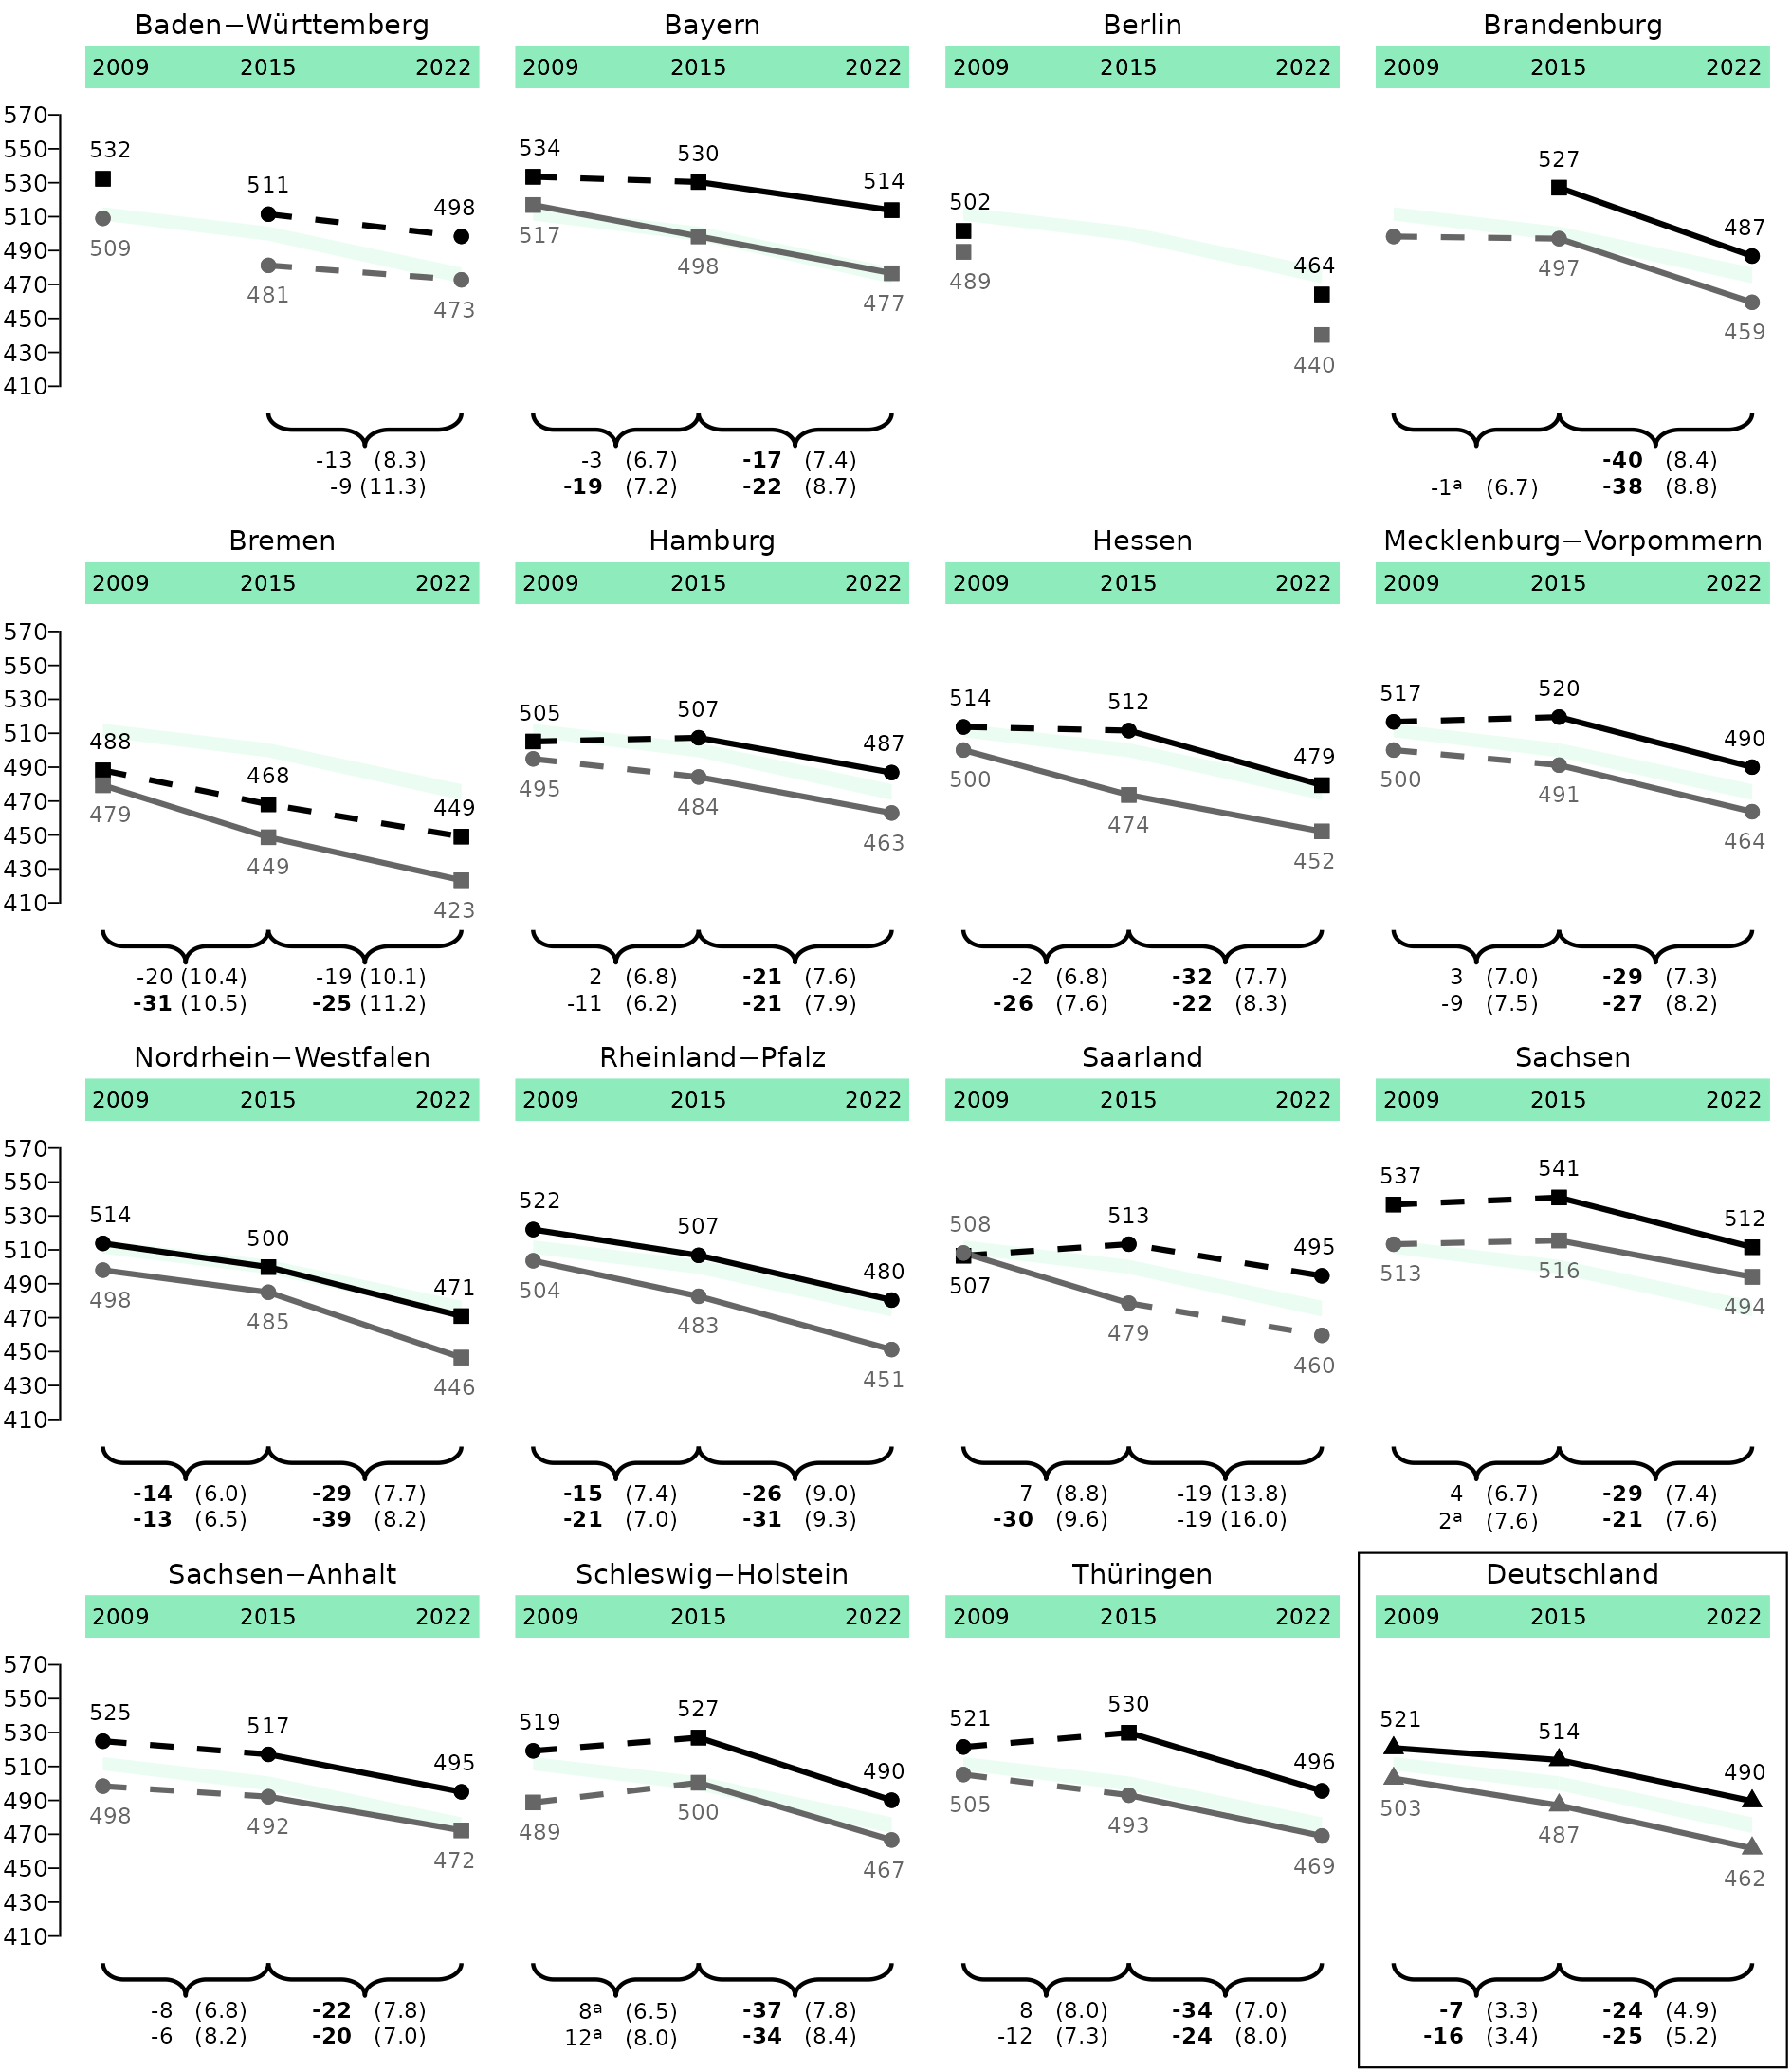 Baden−Württemberg Bayern Berlin Brandenburg
2009 2015 2022 2009 2015 2022 2009 2015 2022 2009 2015 2022
570
550
530
510
490
470
450
430
410
532 511 498
509 481 473
534 530 514
517 498 477
502 464
489 440
527 487
497 459
-13 (8.3) -3 (6.7) -17 (7.4) -40 (8.4)
-9 (11.3) -19 (7.2) -22 (8.7) -1ª (6.7) -38 (8.8)
Bremen Hamburg Hessen Mecklenburg−Vorpommern
2009 2015 2022 2009 2015 2022 2009 2015 2022 2009 2015 2022
570
550
530
510
490
470
450
430
410
488 468 449
479 449 423
505 507 487
495 484 463
514 512 479
500 474 452
517 520 490
500 491 464
-20 (10.4) -19 (10.1) 2 (6.8) -21 (7.6) -2 (6.8) -32 (7.7) 3 (7.0) -29 (7.3)
-31 (10.5) -25 (11.2) -11 (6.2) -21 (7.9) -26 (7.6) -22 (8.3) -9 (7.5) -27 (8.2)
Nordrhein−Westfalen Rheinland−Pfalz Saarland Sachsen
2009 2015 2022 2009 2015 2022 2009 2015 2022 2009 2015 2022
570
550
530
510
490
470
450
430
410
514 500 471
498 485 446
522 507 480
504 483 451
508 513 495
507 479 460
537 541 512
513 516 494
-14 (6.0) -29 (7.7) -15 (7.4) -26 (9.0) 7 (8.8) -19 (13.8) 4 (6.7) -29 (7.4)
-13 (6.5) -39 (8.2) -21 (7.0) -31 (9.3) -30 (9.6) -19 (16.0) 2ª (7.6) -21 (7.6)
Sachsen−Anhalt Schleswig−Holstein Thüringen Deutschland
2009 2015 2022 2009 2015 2022 2009 2015 2022 2009 2015 2022
570
550
530
510
490
470
450
430
410
525 517 495
498 492 472
519 527 490
489 500 467
521 530 496
505 493 469
521 514 490
503 487 462
-8 (6.8) -22 (7.8) 8ª (6.5) -37 (7.8) 8 (8.0) -34 (7.0) -7 (3.3) -24 (4.9)
-6 (8.2) -20 (7.0) 12ª (8.0) -34 (8.4) -12 (7.3) -24 (8.0) -16 (3.4) -25 (5.2)